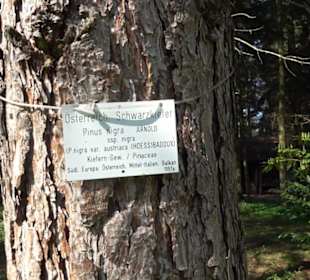 Österreich. Schwarzkiefer
Pinus nigra ARNOLD
ssp. nigra
(P. nigra var. austriaca (HOESS)BADOUX)
Kiefern-Gew. / Pinaceae
Süd. Europa: Österreich, Mittel-Italien, Balkan